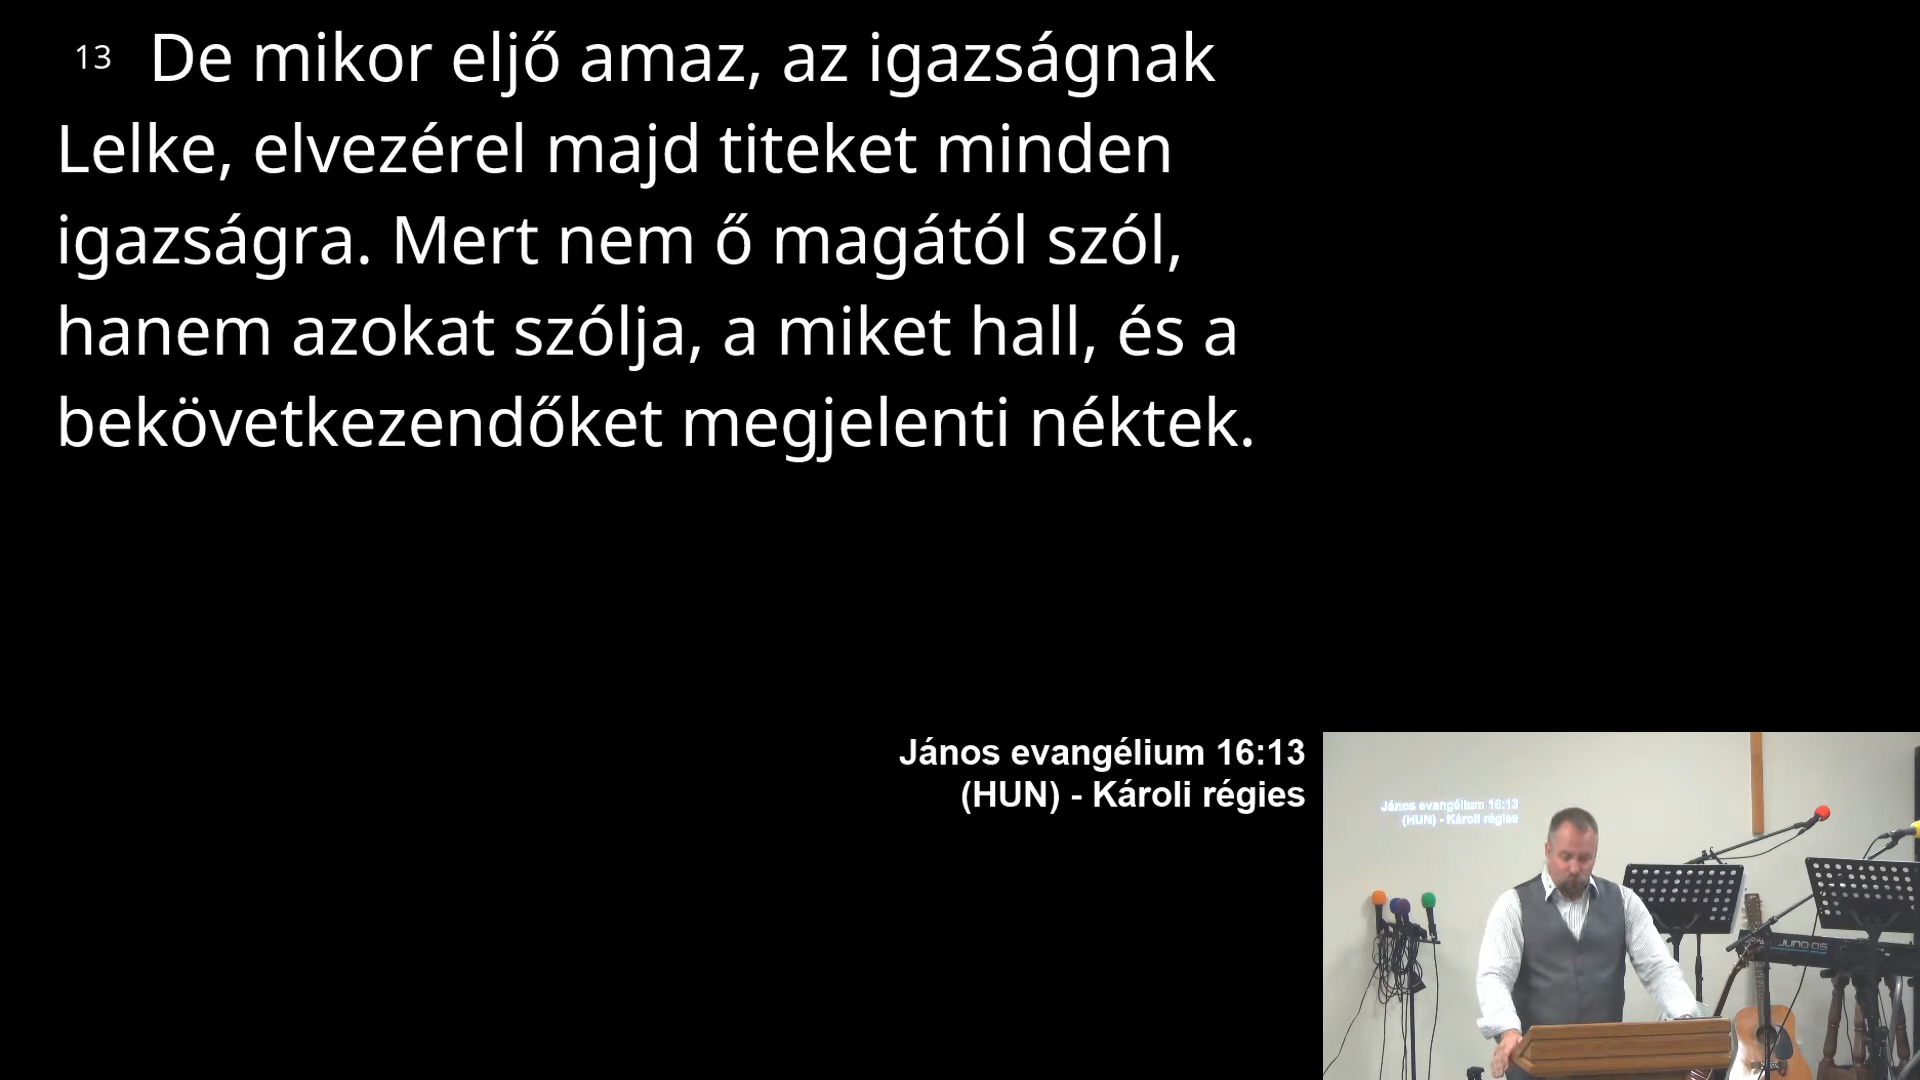 13 De mikor eljő amaz, az igazságnak
Lelke, elvezérel majd titeket minden
igazságra. Mert nem ő magától szól,
hanem azokat szólja, a miket hall, és a
bekövetkezendőket megjelenti néktek.
János evangélium 16:13
(HUN) - Károli régies
János evangélium 16:13
(HUN) - Károli régies
JUNO-DS